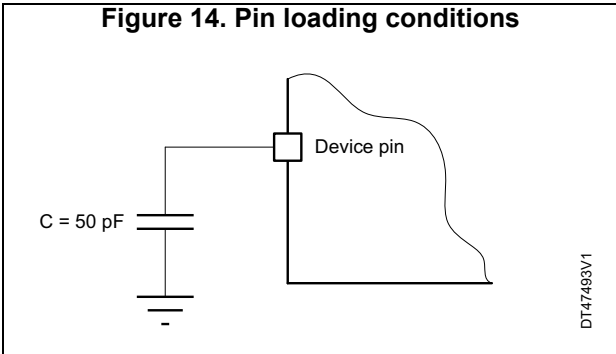 Figure 14. Pin loading conditions
Device pin
C = 50 pF
DT47493V1